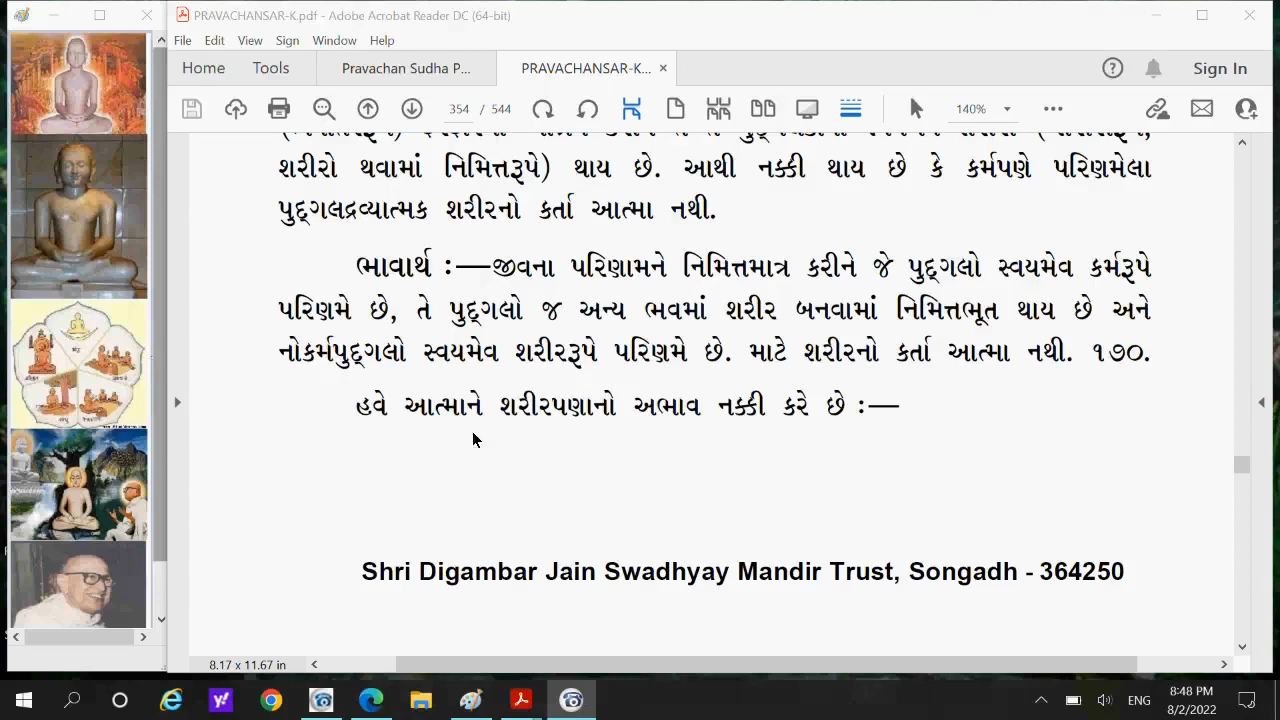 PRAVACHANSAR-K.pdf - Adobe Acrobat Reader DC (64-bit)
File Edit View Sign Window Help
Home Tools Pravachan Sudha P... PRAVACHANSAR-K... × Sign In
354 / 544 140%
શરીરો થવામાં નિમિત્તરૂપે) થાય છે. આથી નક્કી થાય છે કે કર્મપણે પરિણમેલા
પુદ્ગલદ્રવ્યાત્મક શરીરનો કર્તા આત્મા નથી.
ભાવાર્થ :—જીવના પરિણામને નિમિત્તમાત્ર કરીને જે પુદ્ગલો સ્વયમેવ કર્મરૂપે
પરિણમે છે, તે પુદ્ગલો જ અન્ય ભવમાં શરીર બનવામાં નિમિત્તભૂત થાય છે અને
નોકર્મપુદ્ગલો સ્વયમેવ શરીરરૂપે પરિણમે છે. માટે શરીરનો કર્તા આત્મા નથી. ૧૭૦.
હવે આત્માને શરીરપણાનો અભાવ નક્કી કરે છે :—
Shri Digambar Jain Swadhyay Mandir Trust, Songadh - 364250
8.17 x 11.67 in
ENG
8:48 PM
8/2/2022